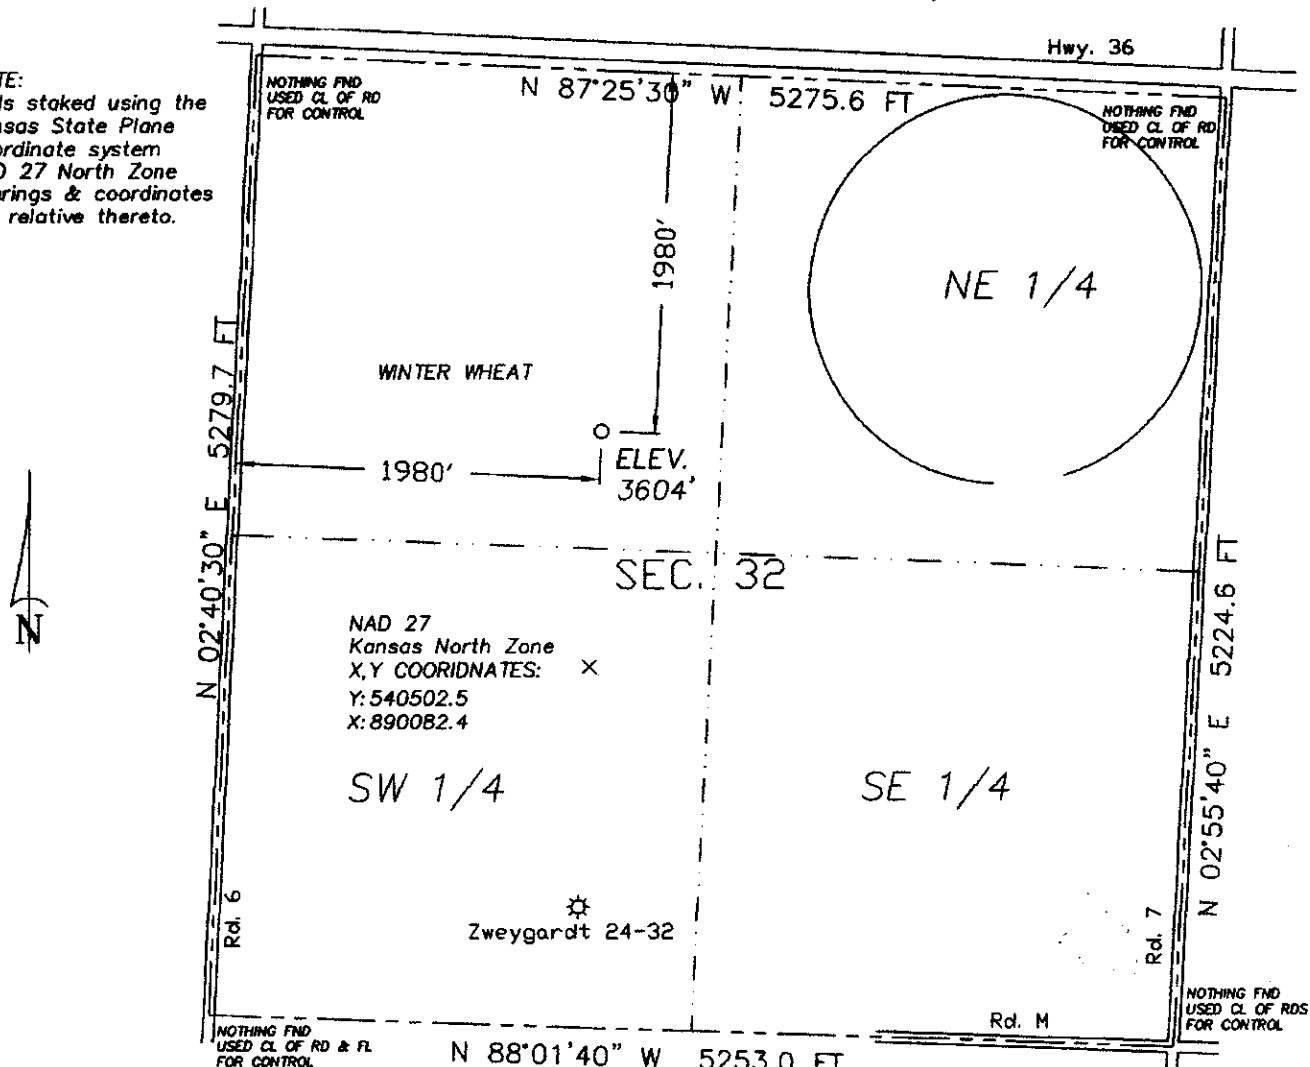 Hwy. 36
TE:
ls staked using the
nsas State Plane
ordinate system
D 27 North Zone
arings & coordinates
relative thereto.
NOTHING FND
USED CL OF RD
FOR CONTROL
N 87°25'30" W 5275.6 FT
NOTHING FND
USED CL OF RD
FOR CONTROL
1980'
NE 1/4
N 02°40'30" E 5279.7 FT
WINTER WHEAT
1980'
ELEV.
3604'
SEC. 32
N
NAD 27
Kansas North Zone
X,Y COORIDNATES:
Y: 540502.5
X: 890082.4
N 02°55'40" E 5224.6 FT
SW 1/4
SE 1/4
Rd. 6
Zweygardt 24-32
Rd. 7
NOTHING FND
USED CL OF RDS
FOR CONTROL
Rd. M
NOTHING FND
USED CL OF RD & FL
FOR CONTROL
N 88°01'40" W 5253.0 FT